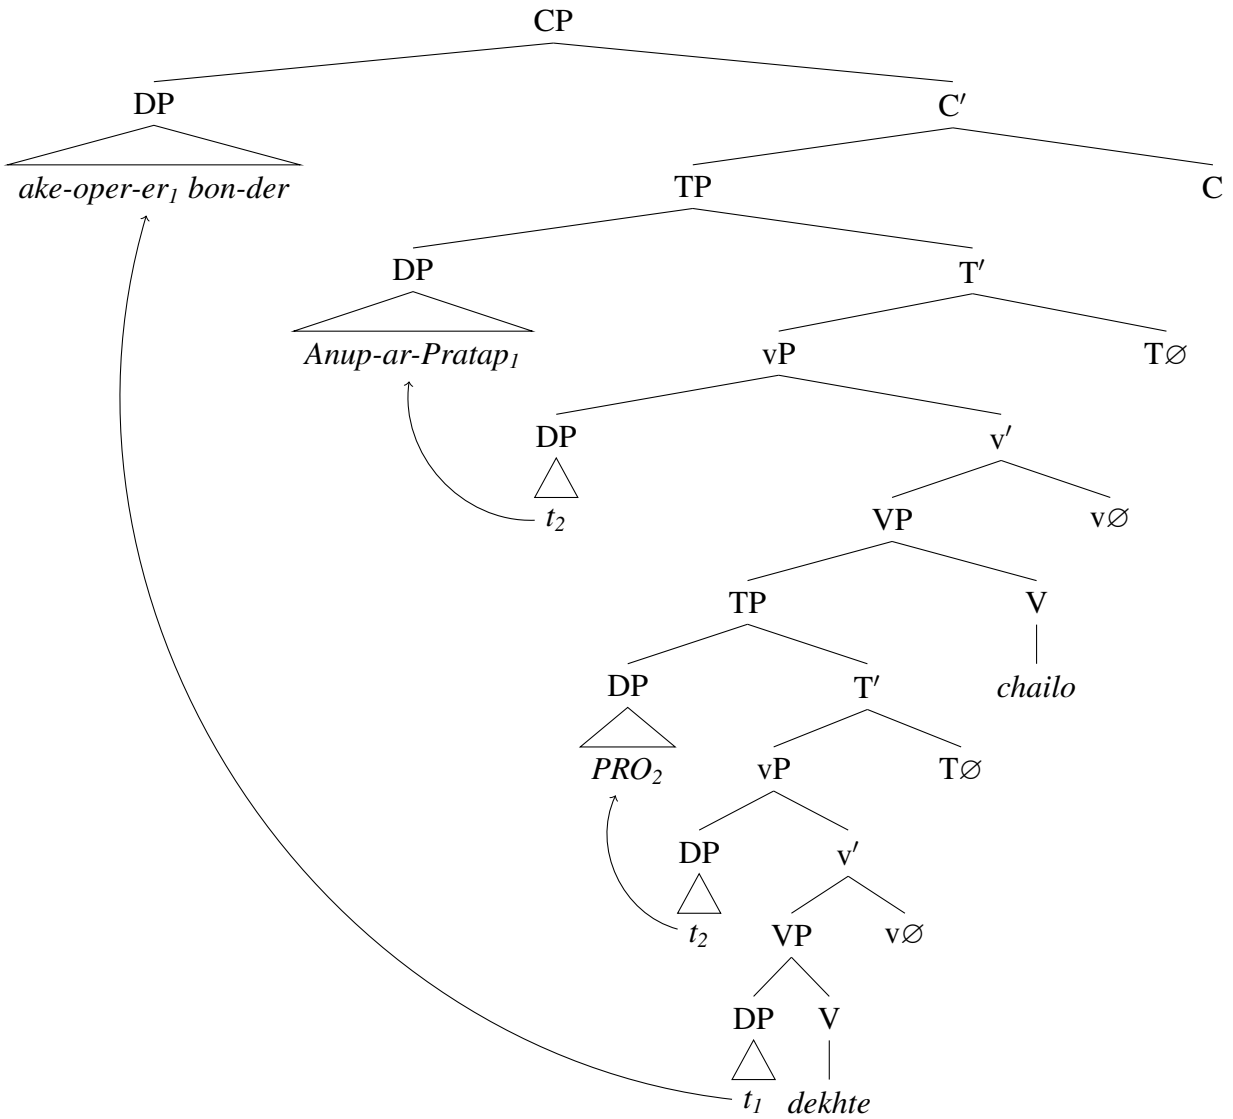 CP
DP C′
ake-oper-er₁ bon-der TP C
DP T′
Anup-ar-Pratap₁ vP T∅
DP v′
t₂ VP v∅
TP V
DP T′ chailo
PRO₂ vP T∅
DP v′
t₂ VP v∅
DP V
t₁ dekhte